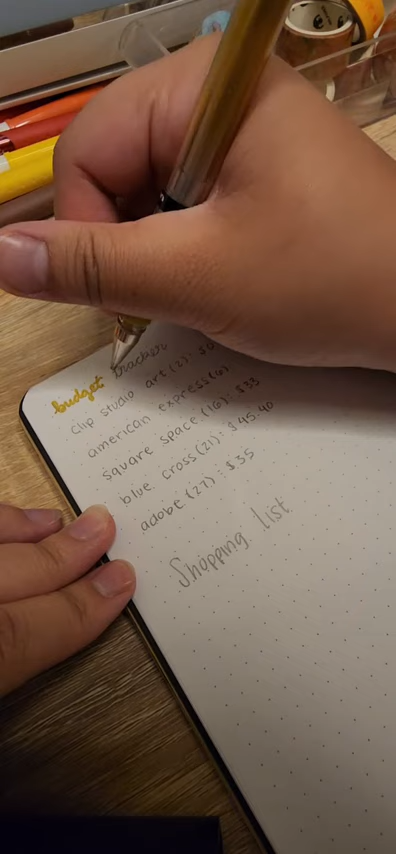 budget tracker
clip studio art (2): $
american express (6):
square space (16): $35
blue cross (21): $45.40
adobe (27): $35
Shopping list